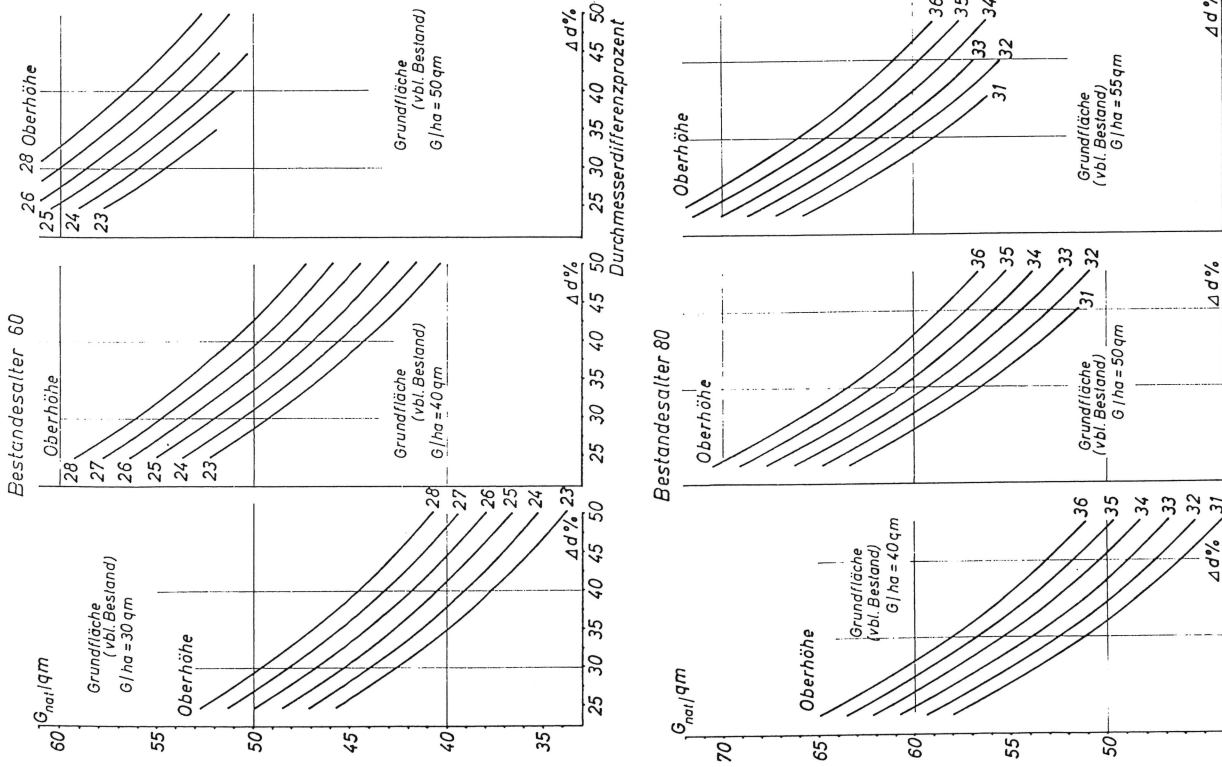 Bestandesalter 60
G nat/qm
60
55
50
45
40
35
Grundfläche
(vbl. Bestand)
G/ha = 30 qm
Oberhöhe
28
27
26
25
24
23
25
30
35
40
45
50
Δd%
Oberhöhe
28
27
26
25
24
23
Grundfläche
(vbl. Bestand)
G/ha = 40 qm
25
30
35
40
45
50
Δd%
28 Oberhöhe
26
25
24
23
Grundfläche
(vbl. Bestand)
G/ha = 50 qm
25
30
35
40
45
50
Δd%
Durchmesserdifferenzprozent
Bestandesalter 80
G nat/qm
70
65
60
55
50
Grundfläche
(vbl. Bestand)
G/ha = 40 qm
Oberhöhe
36
35
34
33
32
31
Δd%
Oberhöhe
36
35
34
33
32
31
Grundfläche
(vbl. Bestand)
G/ha = 50 qm
Δd%
Oberhöhe
36
35
34
33
32
31
Grundfläche
(vbl. Bestand)
G/ha = 55 qm
Δd%